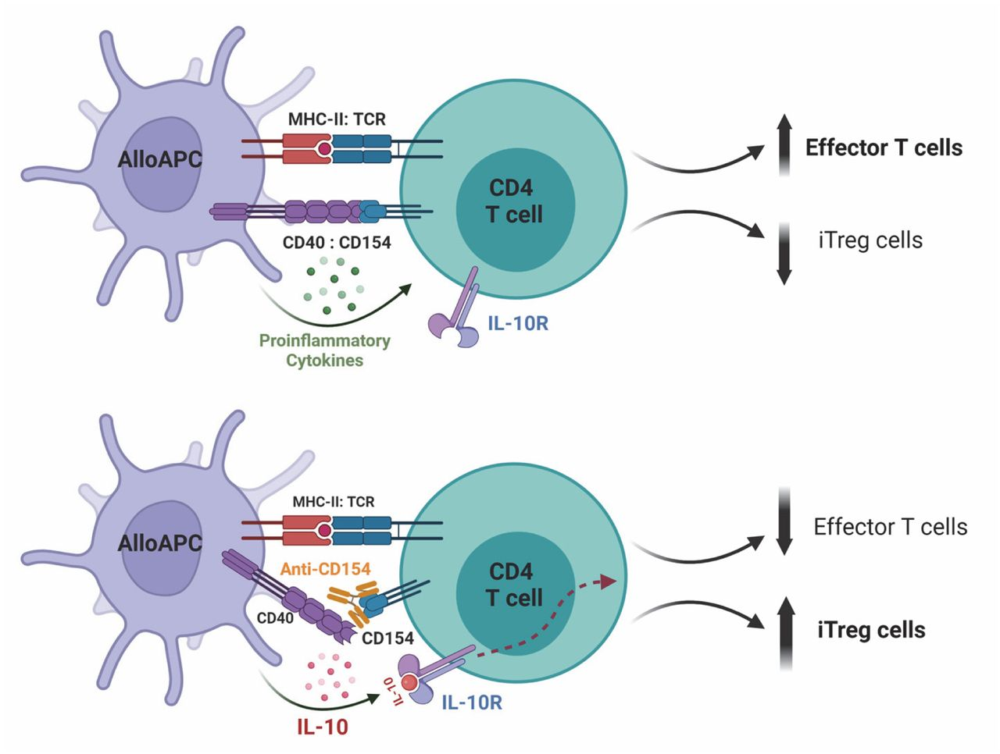 MHC-II: TCR
AlloAPC
Effector T cells
CD4
T cell
CD40 : CD154
iTreg cells
IL-10R
Proinflammatory
Cytokines
MHC-II: TCR
AlloAPC
Effector T cells
Anti-CD154
CD4
T cell
CD40
CD154
iTreg cells
IL-10
IL-10R
IL-10